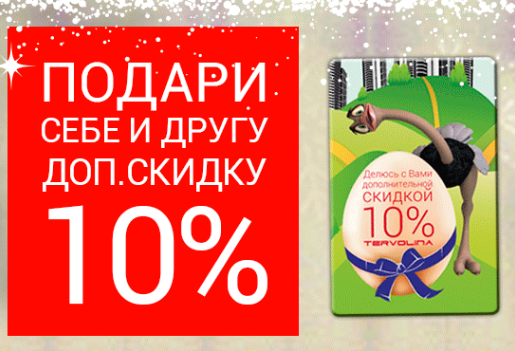 ПОДАРИ
СЕБЕ И ДРУГУ
ДОП.СКИДКУ
10%
Делюсь с Вами
дополнительной
СКИДКОЙ
10%
TERVOLINA